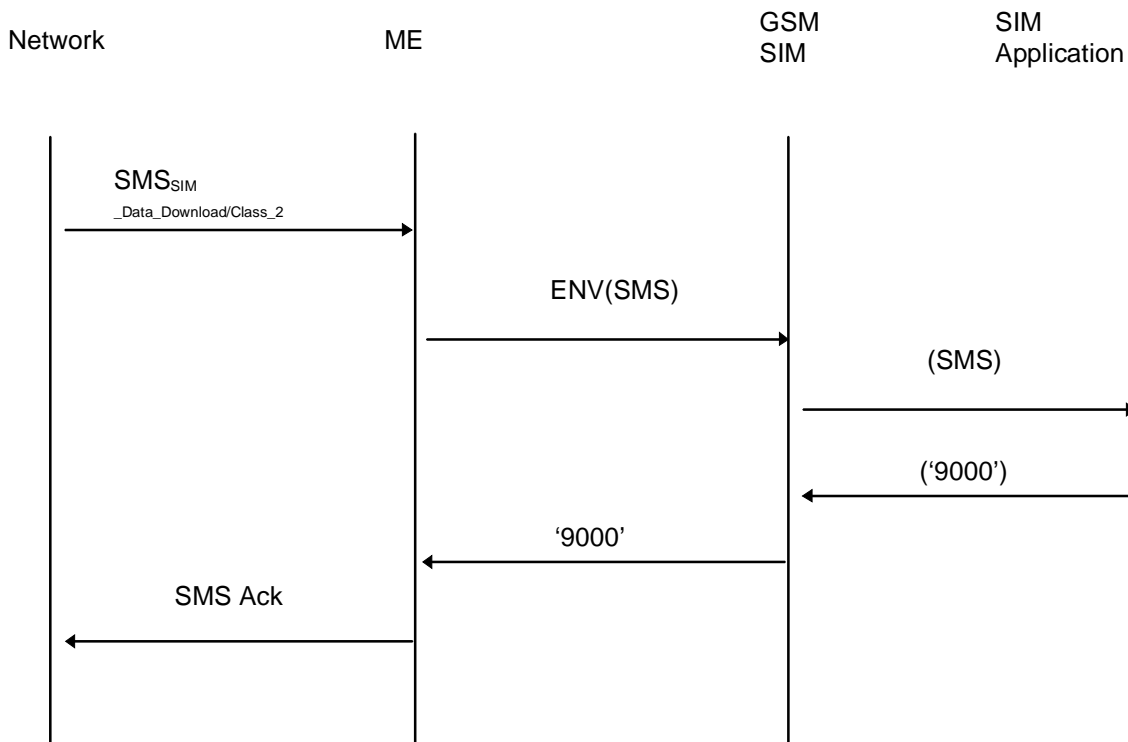 Network
ME
GSM
SIM
SIM
Application
SMSSIM
_Data_Download/Class_2
ENV(SMS)
(SMS)
(‘9000’)
‘9000’
SMS Ack